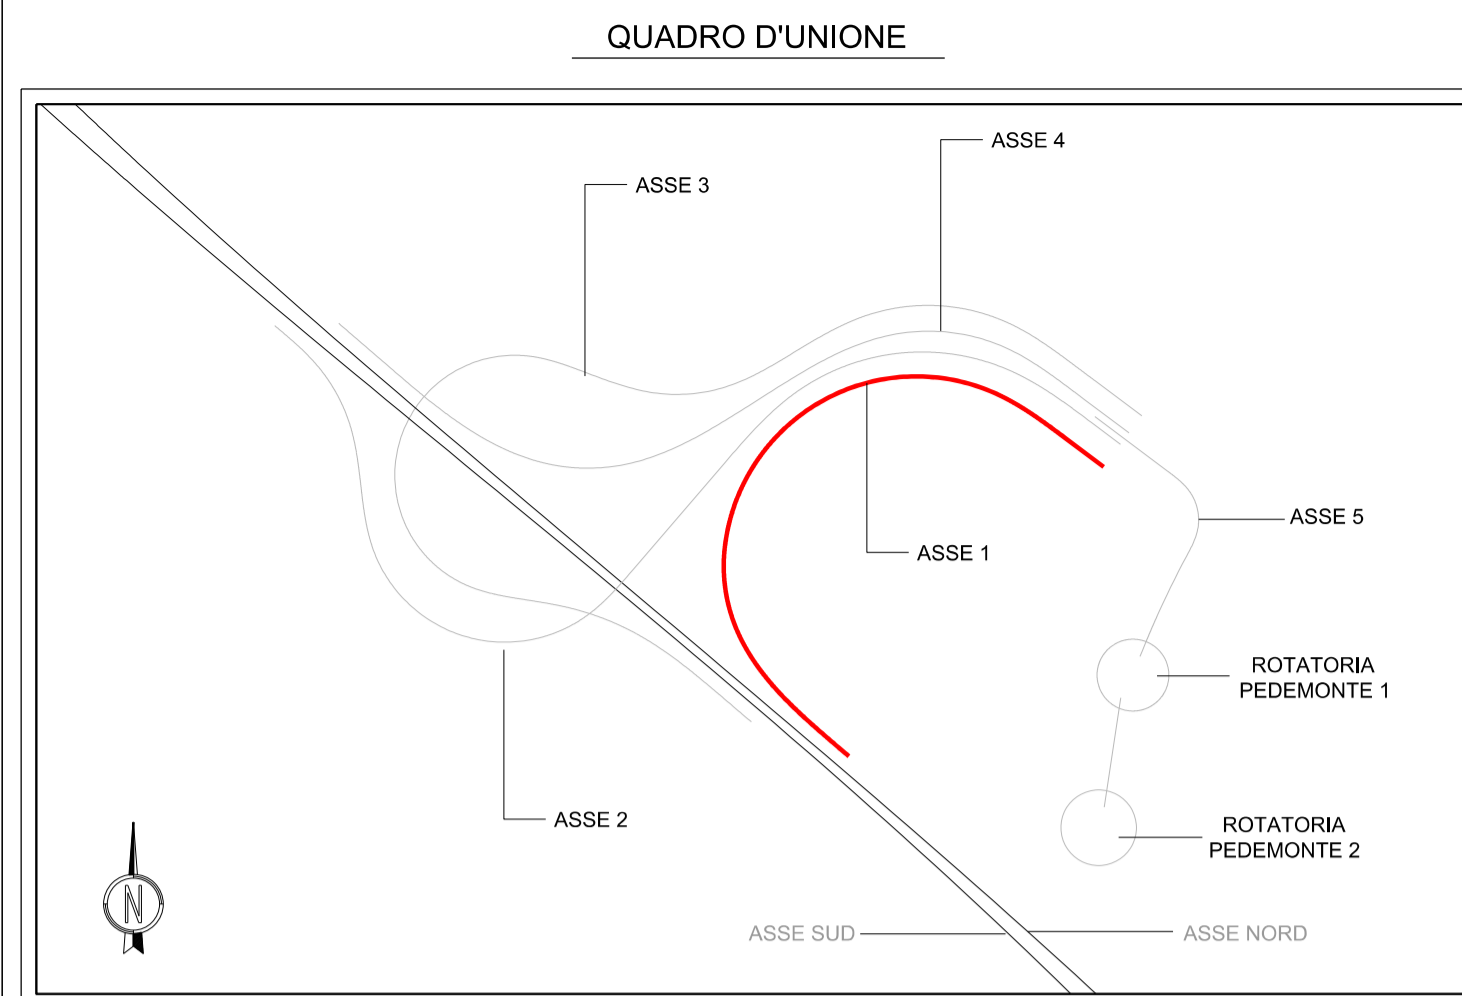 QUADRO D'UNIONE
ASSE 4
ASSE 3
ASSE 5
ASSE 1
ROTATORIA
PEDEMONTE 1
ASSE 2
ROTATORIA
PEDEMONTE 2
N
ASSE SUD
ASSE NORD